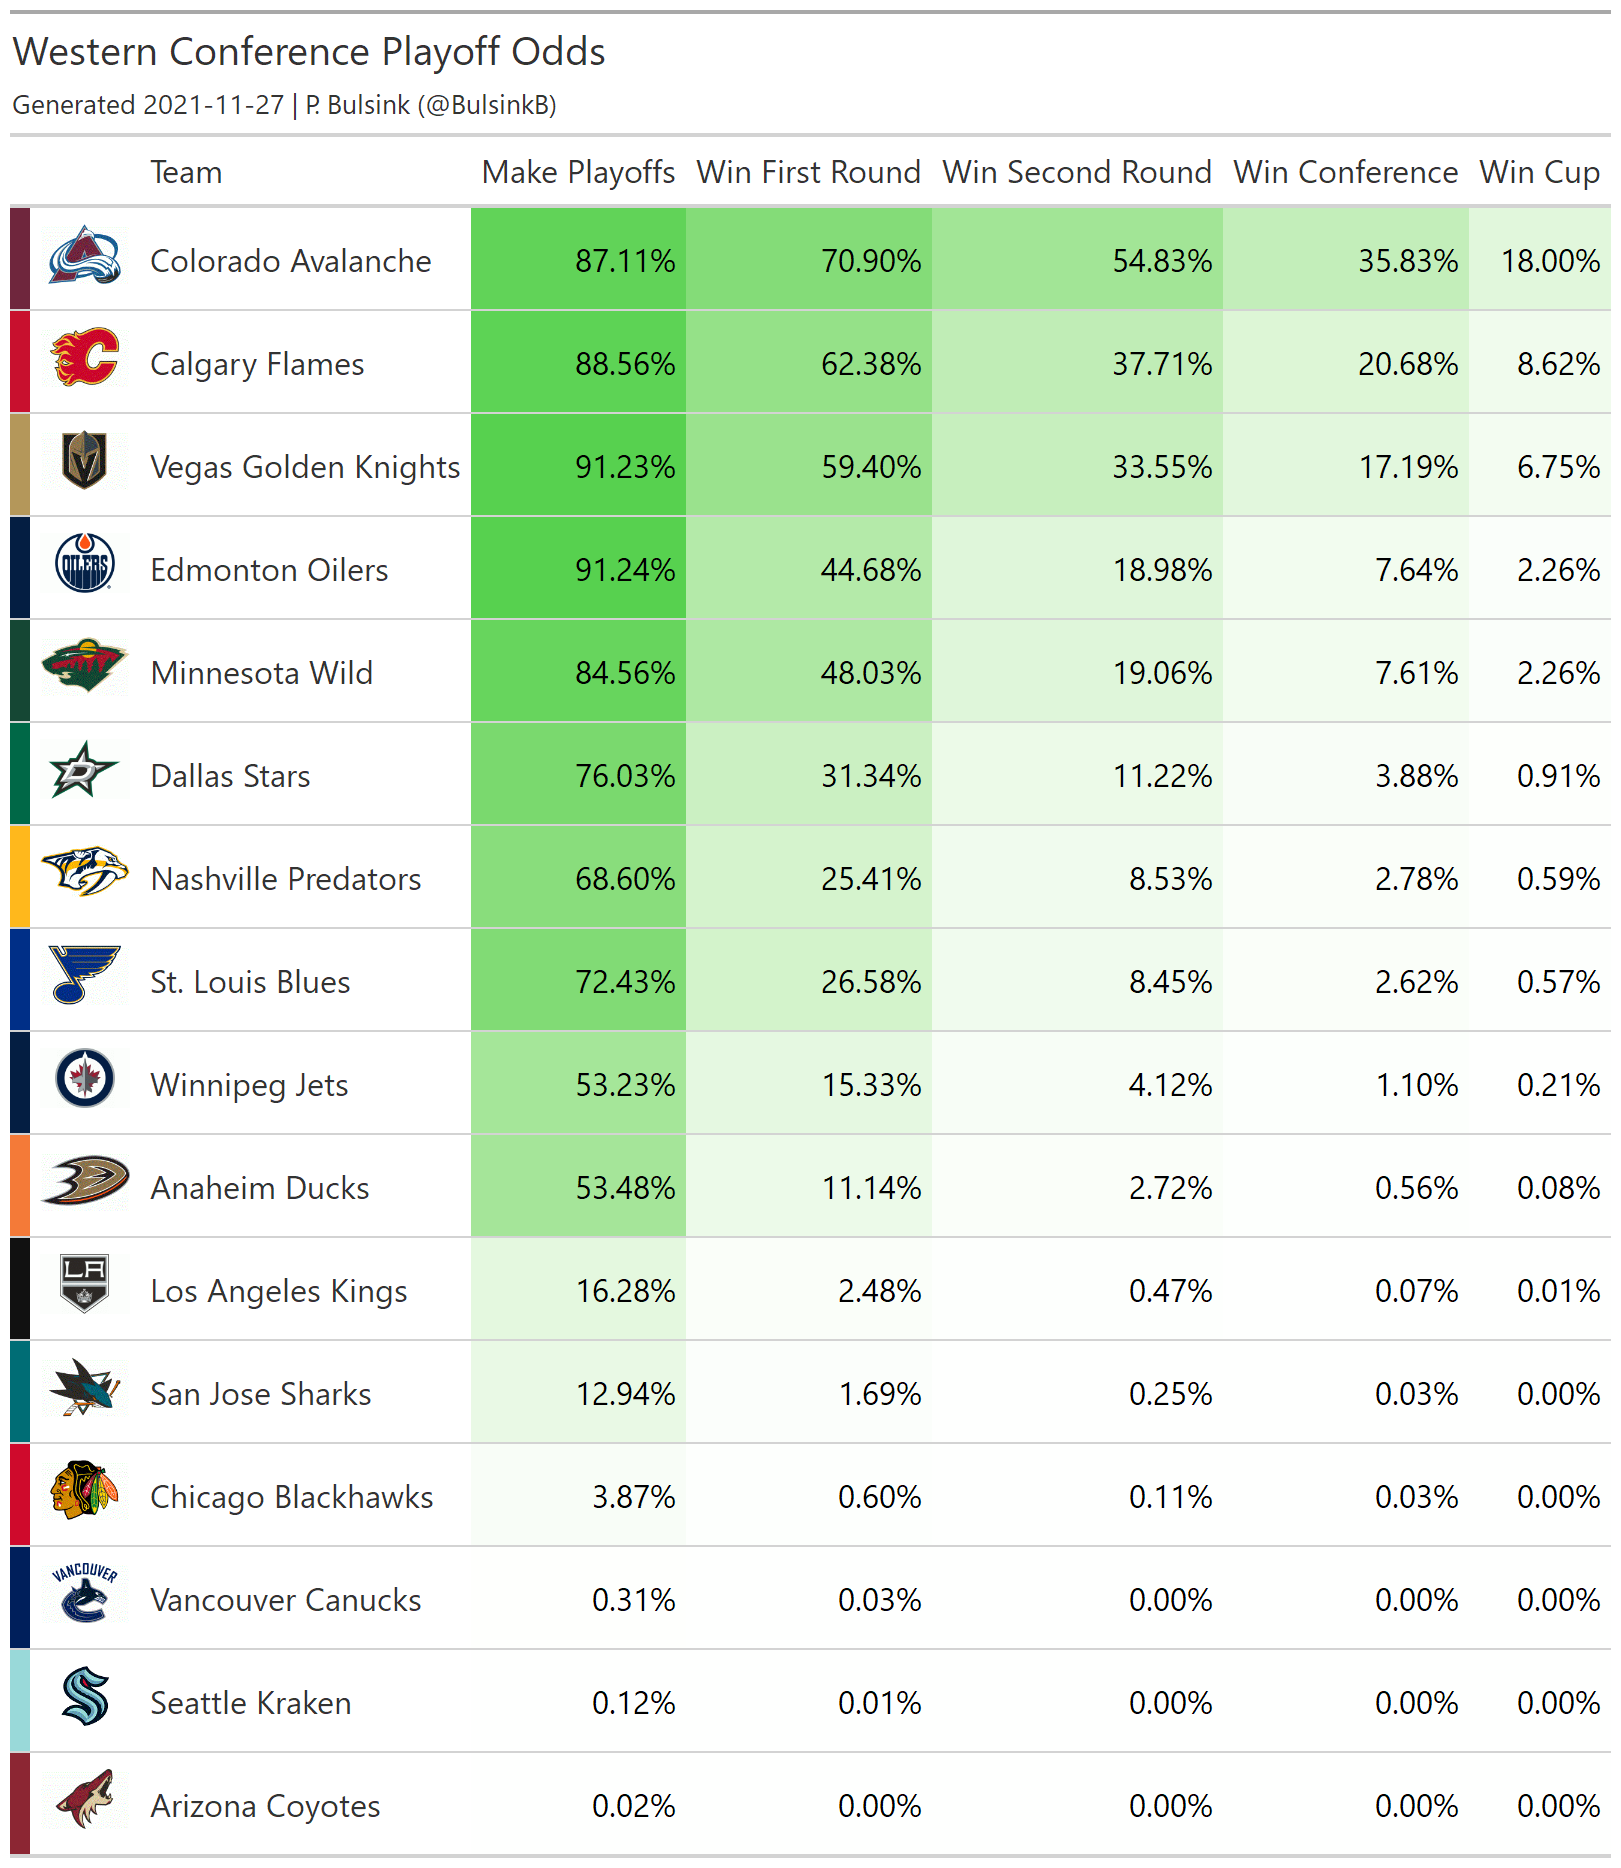 Western Conference Playoff Odds
Generated 2021-11-27 | P. Bulsink (@BulsinkB)
Team Make Playoffs Win First Round Win Second Round Win Conference Win Cup
Colorado Avalanche 87.11% 70.90% 54.83% 35.83% 18.00%
Calgary Flames 88.56% 62.38% 37.71% 20.68% 8.62%
Vegas Golden Knights 91.23% 59.40% 33.55% 17.19% 6.75%
OILERS Edmonton Oilers 91.24% 44.68% 18.98% 7.64% 2.26%
Minnesota Wild 84.56% 48.03% 19.06% 7.61% 2.26%
Dallas Stars 76.03% 31.34% 11.22% 3.88% 0.91%
Nashville Predators 68.60% 25.41% 8.53% 2.78% 0.59%
St. Louis Blues 72.43% 26.58% 8.45% 2.62% 0.57%
Winnipeg Jets 53.23% 15.33% 4.12% 1.10% 0.21%
Anaheim Ducks 53.48% 11.14% 2.72% 0.56% 0.08%
LA Los Angeles Kings 16.28% 2.48% 0.47% 0.07% 0.01%
San Jose Sharks 12.94% 1.69% 0.25% 0.03% 0.00%
Chicago Blackhawks 3.87% 0.60% 0.11% 0.03% 0.00%
VANCOUVER Vancouver Canucks 0.31% 0.03% 0.00% 0.00% 0.00%
Seattle Kraken 0.12% 0.01% 0.00% 0.00% 0.00%
Arizona Coyotes 0.02% 0.00% 0.00% 0.00% 0.00%